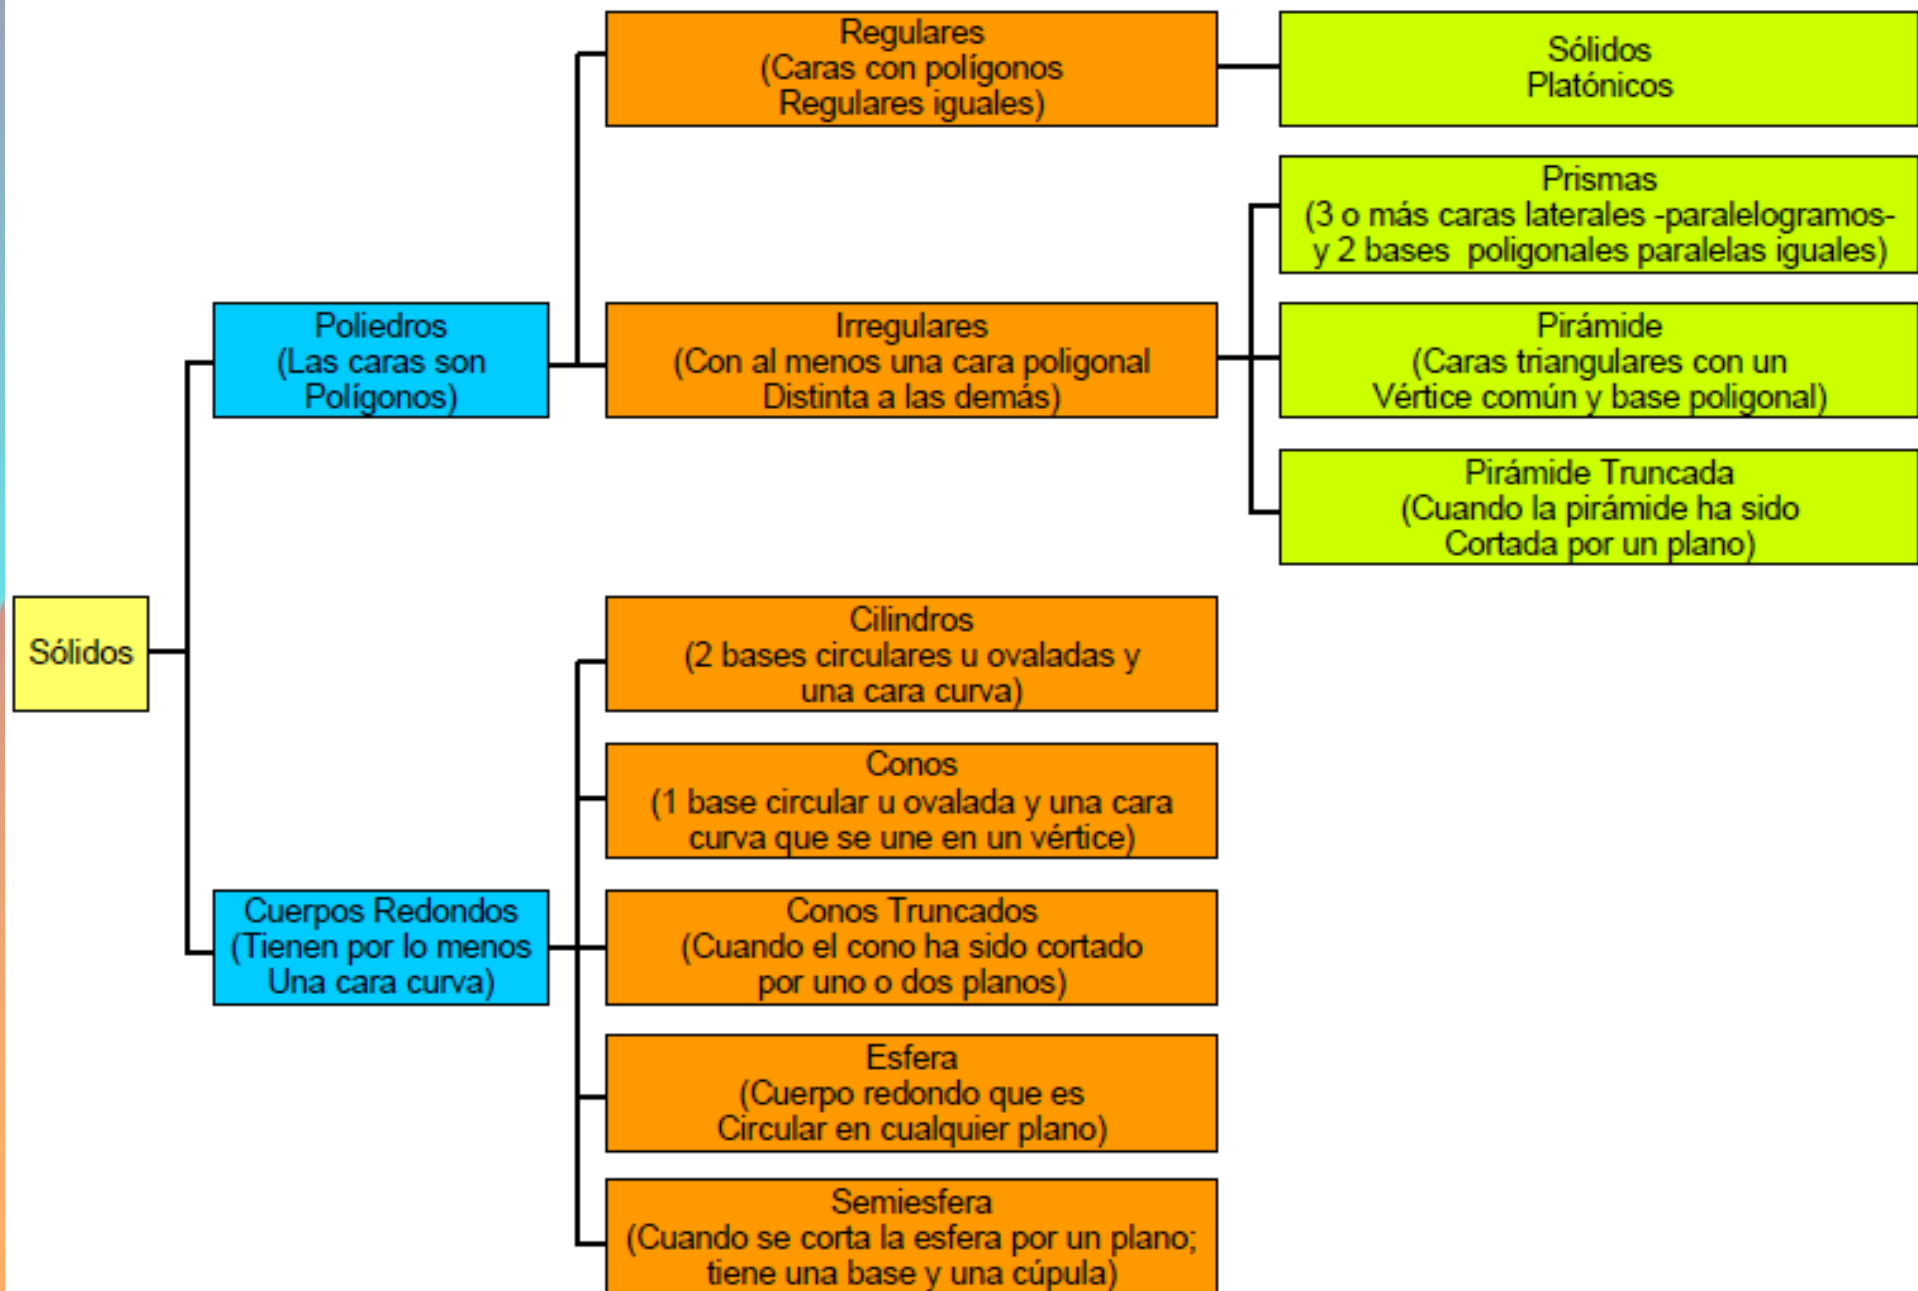 Sólidos
Poliedros
(Las caras son
Polígonos)
Regulares
(Caras con polígonos
Regulares iguales)
Sólidos
Platónicos
Irregulares
(Con al menos una cara poligonal
Distinta a las demás)
Prismas
(3 o más caras laterales -paralelogramos-
y 2 bases poligonales paralelas iguales)
Pirámide
(Caras triangulares con un
Vértice común y base poligonal)
Pirámide Truncada
(Cuando la pirámide ha sido
Cortada por un plano)
Cuerpos Redondos
(Tienen por lo menos
Una cara curva)
Cilindros
(2 bases circulares u ovaladas y
una cara curva)
Conos
(1 base circular u ovalada y una cara
curva que se une en un vértice)
Conos Truncados
(Cuando el cono ha sido cortado
por uno o dos planos)
Esfera
(Cuerpo redondo que es
Circular en cualquier plano)
Semiesfera
(Cuando se corta la esfera por un plano;
tiene una base y una cúpula)